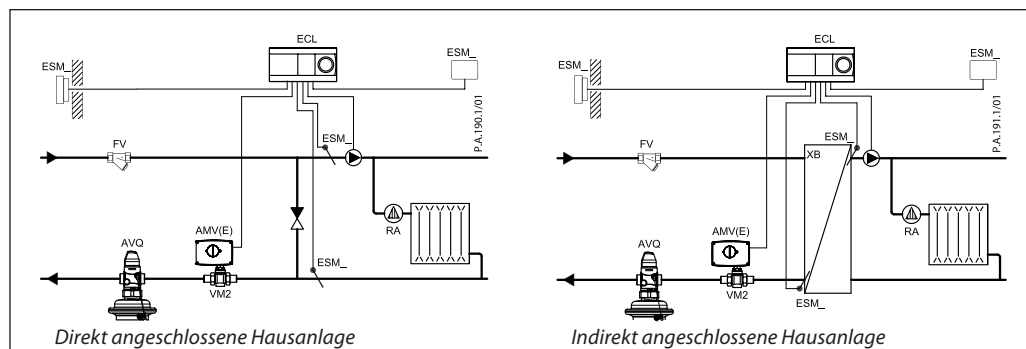 ECL
ESM_
ESM_
P.A.190.1/01
FV
ESM_
RA
AMV(E)
AVQ
ESM_
VM2
Direkt angeschlossene Hausanlage
ECL
ESM_
ESM_
P.A.191.1/01
FV
ESM_
XB
RA
AMV(E)
AVQ
VM2
ESM_
Indirekt angeschlossene Hausanlage